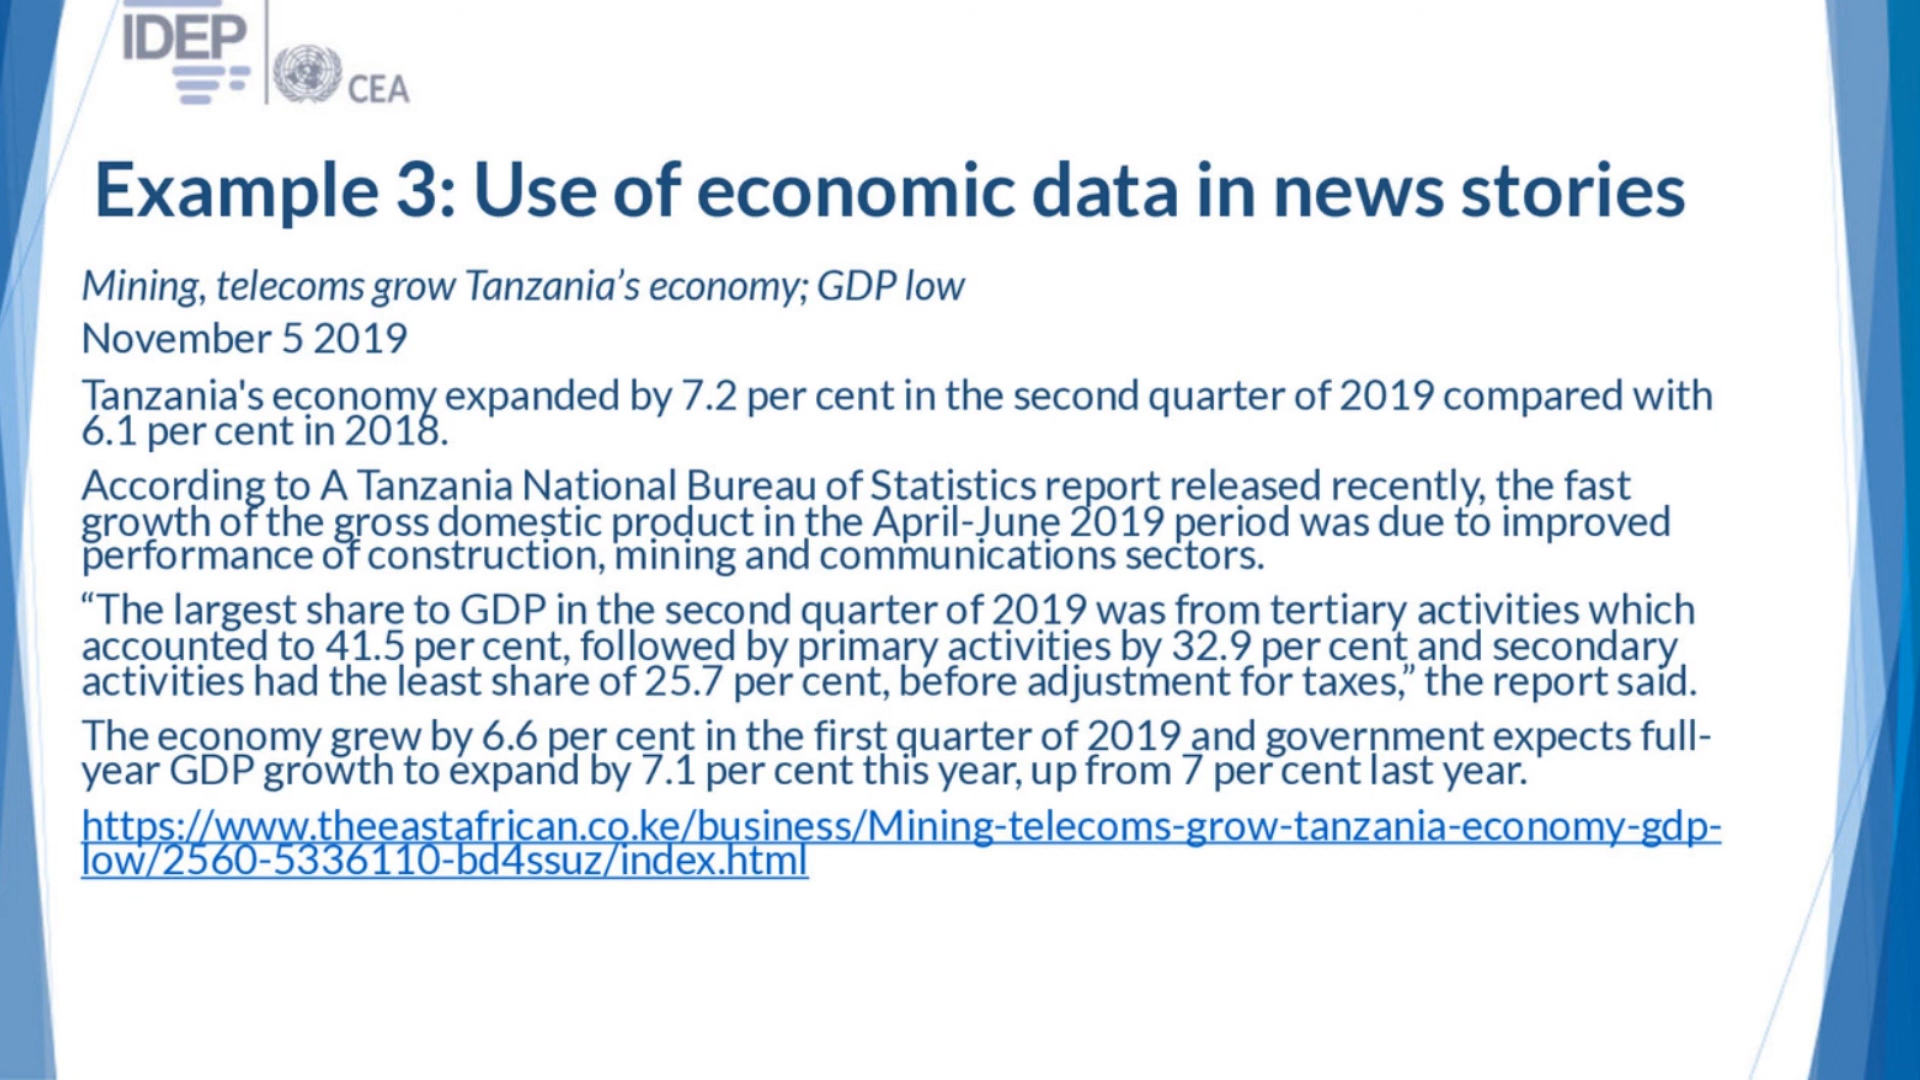 IDEP
CEA
Example 3: Use of economic data in news stories
Mining, telecoms grow Tanzania’s economy; GDP low
November 5 2019
Tanzania's economy expanded by 7.2 per cent in the second quarter of 2019 compared with
6.1 per cent in 2018.
According to A Tanzania National Bureau of Statistics report released recently, the fast
growth of the gross domestic product in the April-June 2019 period was due to improved
performance of construction, mining and communications sectors.
“The largest share to GDP in the second quarter of 2019 was from tertiary activities which
accounted to 41.5 per cent, followed by primary activities by 32.9 per cent and secondary
activities had the least share of 25.7 per cent, before adjustment for taxes,” the report said.
The economy grew by 6.6 per cent in the first quarter of 2019 and government expects full-
year GDP growth to expand by 7.1 per cent this year, up from 7 per cent last year.
https://www.theeastafrican.co.ke/business/Mining-telecoms-grow-tanzania-economy-gdp-
low/2560-5336110-bd4ssuz/index.html